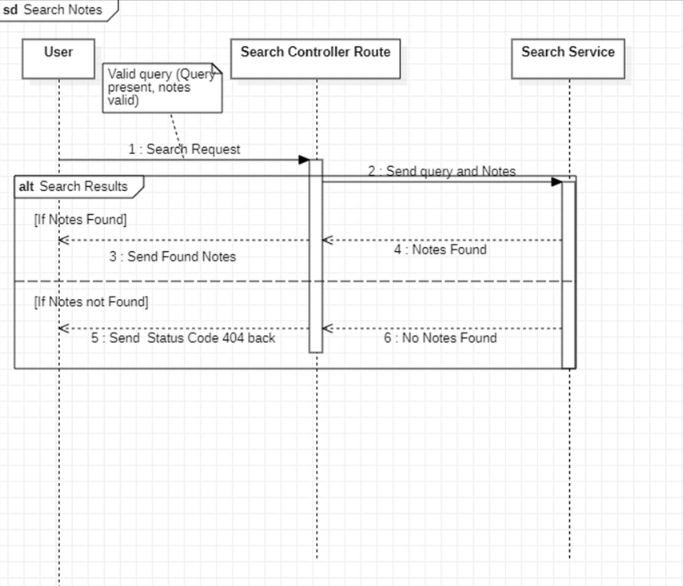 sd Search Notes
User
Search Controller Route
Search Service
Valid query (Query
present, notes
valid)
1 : Search Request
2 : Send query and Notes
alt Search Results
[If Notes Found]
3 : Send Found Notes
4 : Notes Found
[If Notes not Found]
5 : Send Status Code 404 back
6 : No Notes Found